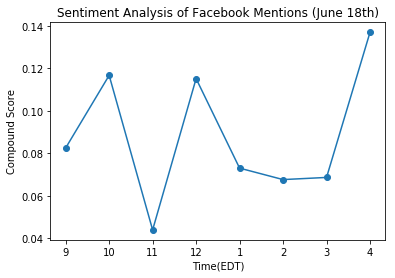 Sentiment Analysis of Facebook Mentions (June 18th)
Compound Score
0.14
0.12
0.10
0.08
0.06
0.04
9 10 11 12 1 2 3 4
Time(EDT)